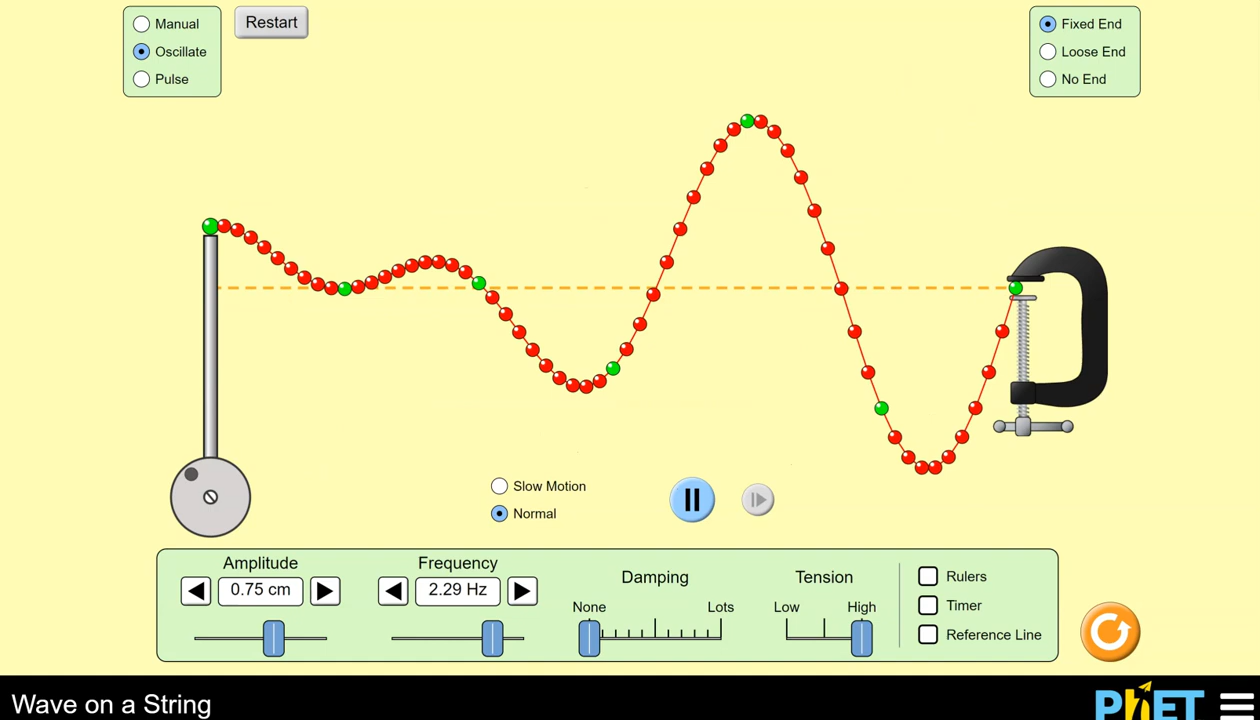 Manual
Oscillate
Pulse
Restart
Fixed End
Loose End
No End
Slow Motion
Normal
Amplitude
0.75 cm
Frequency
2.29 Hz
Damping
None
Lots
Tension
Low
High
Rulers
Timer
Reference Line
Wave on a String
PhET